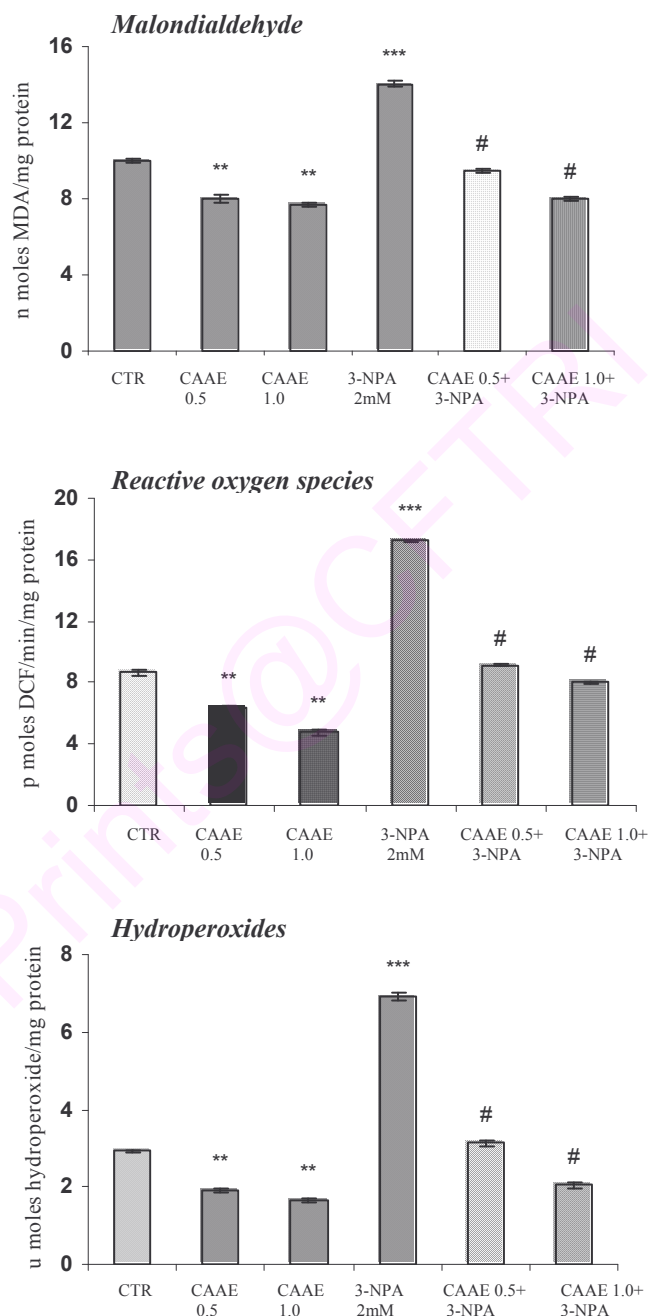 Malondialdehyde
n moles MDA/mg protein
16
12
8
4
0
**
**
***
#
#
CTR
CAAE 0.5
CAAE 1.0
3-NPA 2mM
CAAE 0.5+ 3-NPA
CAAE 1.0+ 3-NPA
Reactive oxygen species
p moles DCF/min/mg protein
20
16
12
8
4
0
**
**
***
#
#
CTR
CAAE 0.5
CAAE 1.0
3-NPA 2mM
CAAE 0.5+ 3-NPA
CAAE 1.0+ 3-NPA
Hydroperoxides
u moles hydroperoxide/mg protein
8
6
4
2
0
**
**
***
#
#
CTR
CAAE 0.5
CAAE 1.0
3-NPA 2mM
CAAE 0.5+ 3-NPA
CAAE 1.0+ 3-NPA
Prints@CFTRI